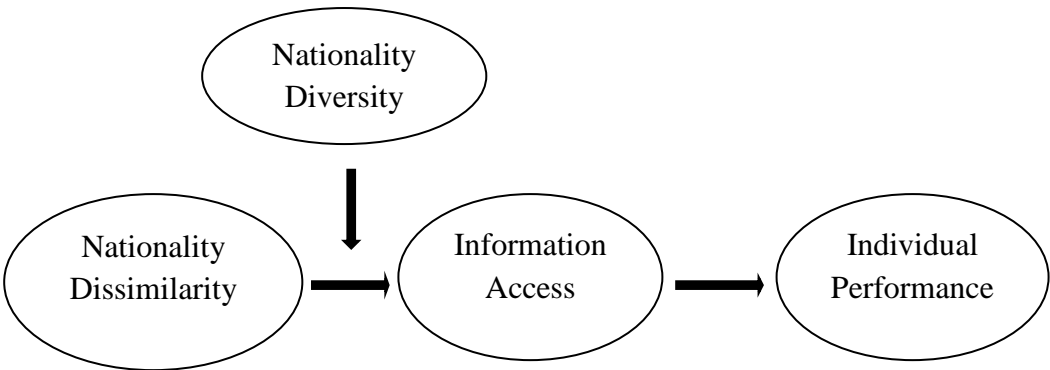 Nationality
Diversity
Nationality
Dissimilarity
Information
Access
Individual
Performance